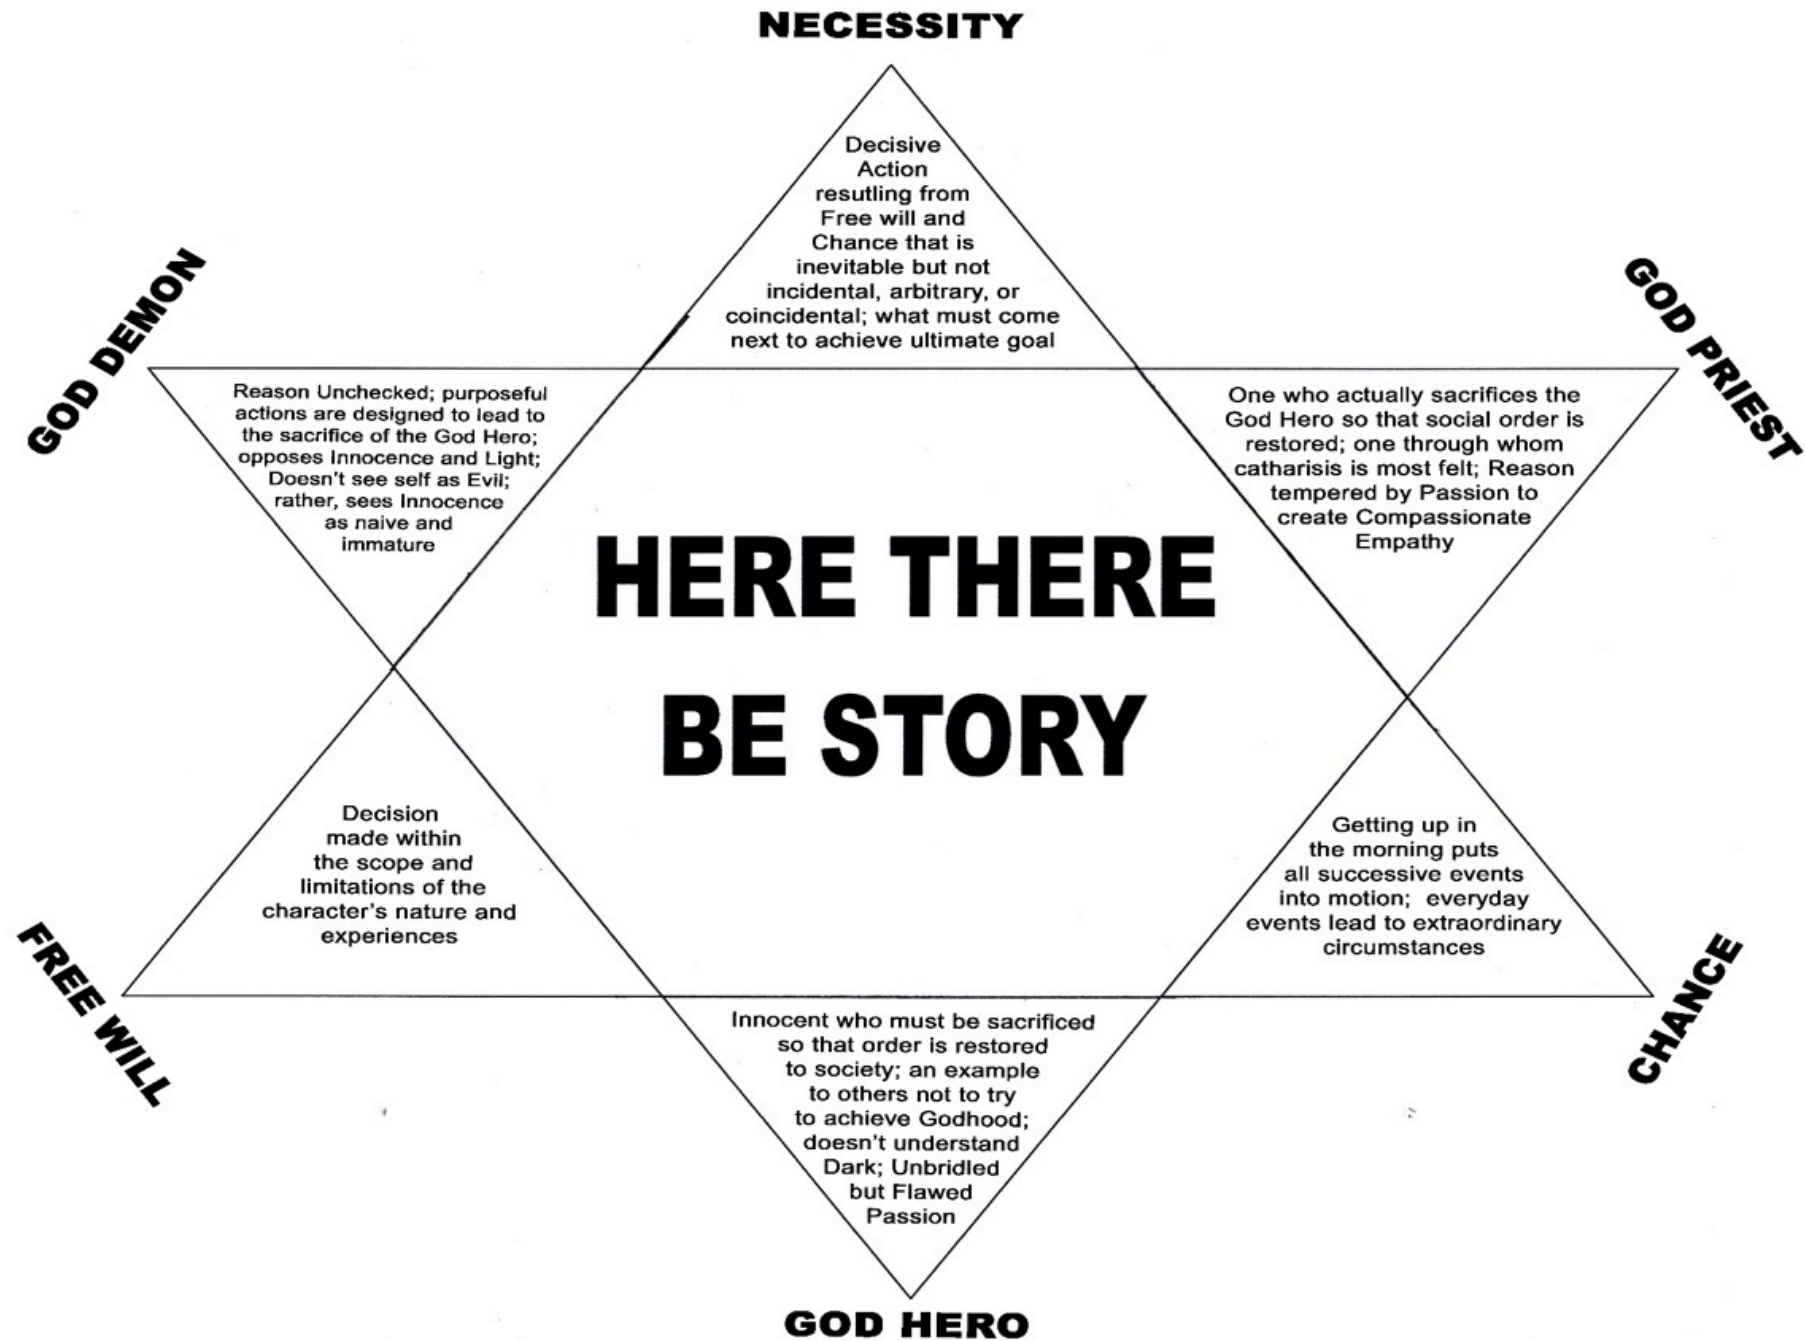 NECESSITY
Decisive
Action
resutling from
Free will and
Chance that is
inevitable but not
incidental, arbitrary, or
coincidental; what must come
next to achieve ultimate goal
GOD DEMON
Reason Unchecked; purposeful
actions are designed to lead to
the sacrifice of the God Hero;
opposes Innocence and Light;
Doesn't see self as Evil;
rather, sees Innocence
as naive and
immature
GOD PRIEST
One who actually sacrifices the
God Hero so that social order is
restored; one through whom
catharisis is most felt; Reason
tempered by Passion to
create Compassionate
Empathy
HERE THERE
BE STORY
FREE WILL
Decision
made within
the scope and
limitations of the
character's nature and
experiences
CHANCE
Getting up in
the morning puts
all successive events
into motion; everyday
events lead to extraordinary
circumstances
Innocent who must be sacrificed
so that order is restored
to society; an example
to others not to try
to achieve Godhood;
doesn't understand
Dark; Unbridled
but Flawed
Passion
GOD HERO